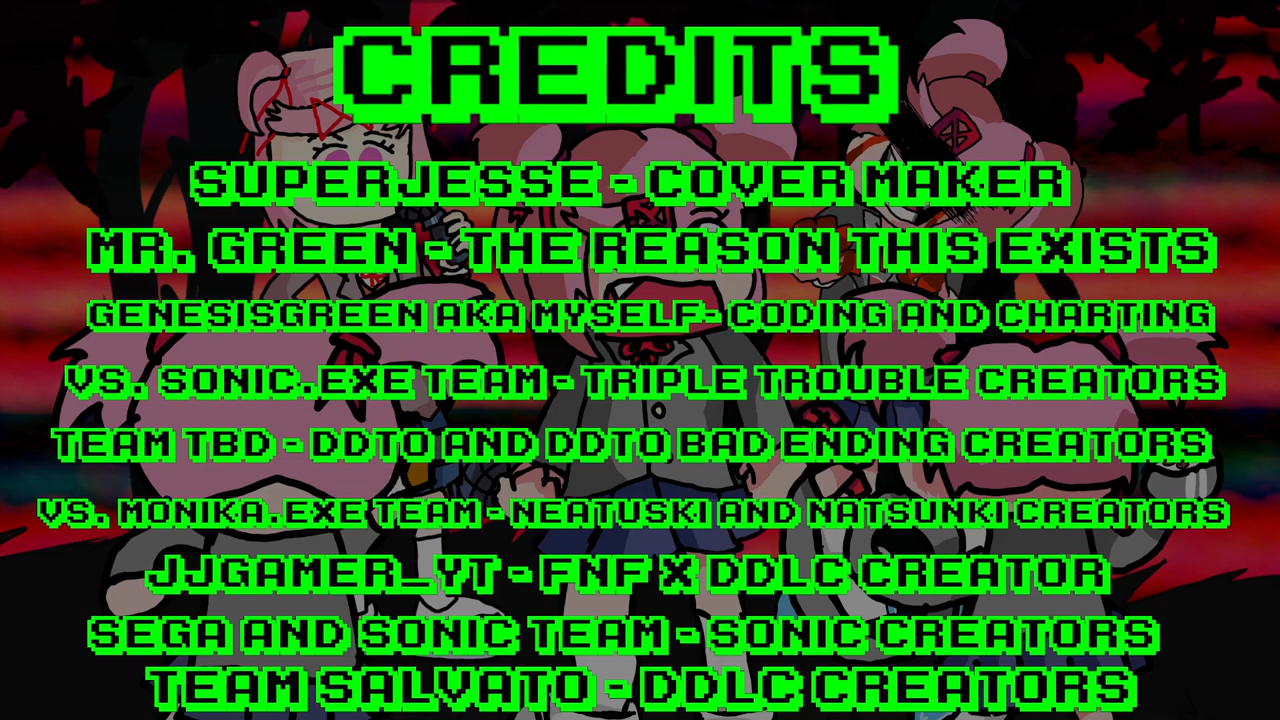 CREDITS
SUPERJESSE - COVER MAKER
MR. GREEN - THE REASON THIS EXISTS
GENESISGREEN AKA MYSELF- CODING AND CHARTING
VS. SONIC.EXE TEAM - TRIPLE TROUBLE CREATORS
TEAM TBD - DDTO AND DDTO BAD ENDING CREATORS
VS. MONIKA.EXE TEAM - NEATUSKI AND NATSUNKI CREATORS
JJGAMER_YT - FNF X DDLC CREATOR
SEGA AND SONIC TEAM - SONIC CREATORS
TEAM SALVATO - DDLC CREATORS